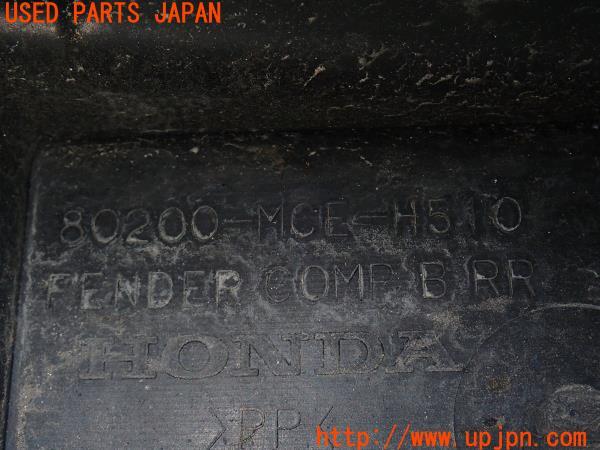 USED PARTS JAPAN
80200-MCE-H510
FENDER COMP B RR
HONDA
>PP<
http://www.upjpn.com